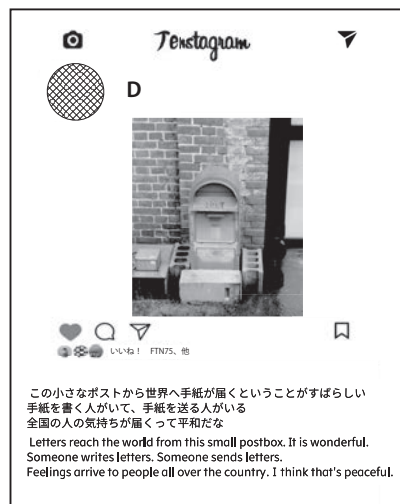 Tenstagram
D
いいね! FTN75、他
この小さなポストから世界へ手紙が届くということがすばらしい
手紙を書く人がいて、手紙を送る人がいる
全国の人の気持ちが届くって平和だな
Letters reach the world from this small postbox. It is wonderful.
Someone writes letters. Someone sends letters.
Feelings arrive to people all over the country. I think that's peaceful.